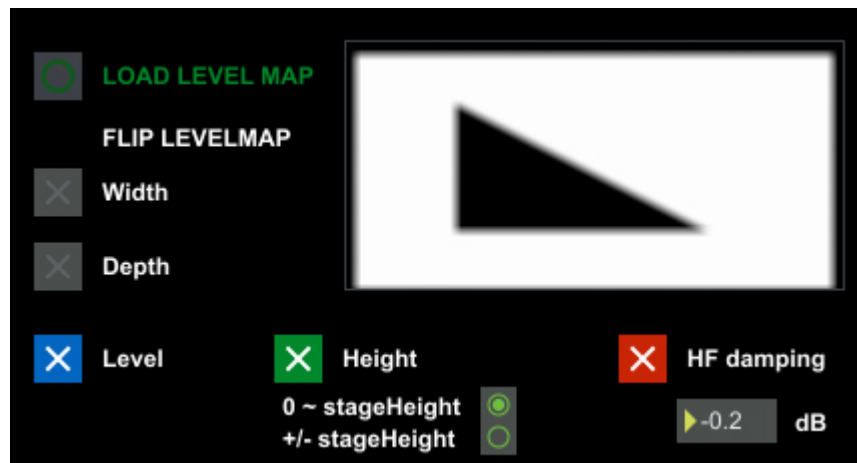 LOAD LEVEL MAP
FLIP LEVELMAP
Width
Depth
Level
Height
HF damping
0 ~ stageHeight
+/- stageHeight
-0.2
dB